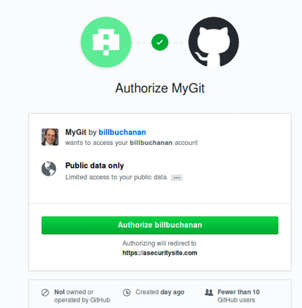 Authorize MyGit
MyGit by billbuchanan
wants to access your billbuchanan account
Public data only
Limited access to your public data
Authorize billbuchanan
Authorizing will redirect to
https://asecuritysite.com
Not owned or
operated by GitHub
Created day ago
Fewer than 10
GitHub users